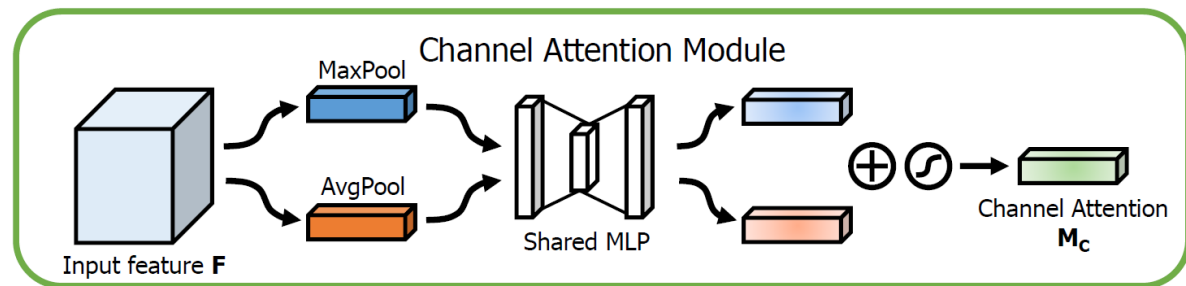 Channel Attention Module
MaxPool
AvgPool
Shared MLP
Input feature F
Channel Attention
Mc